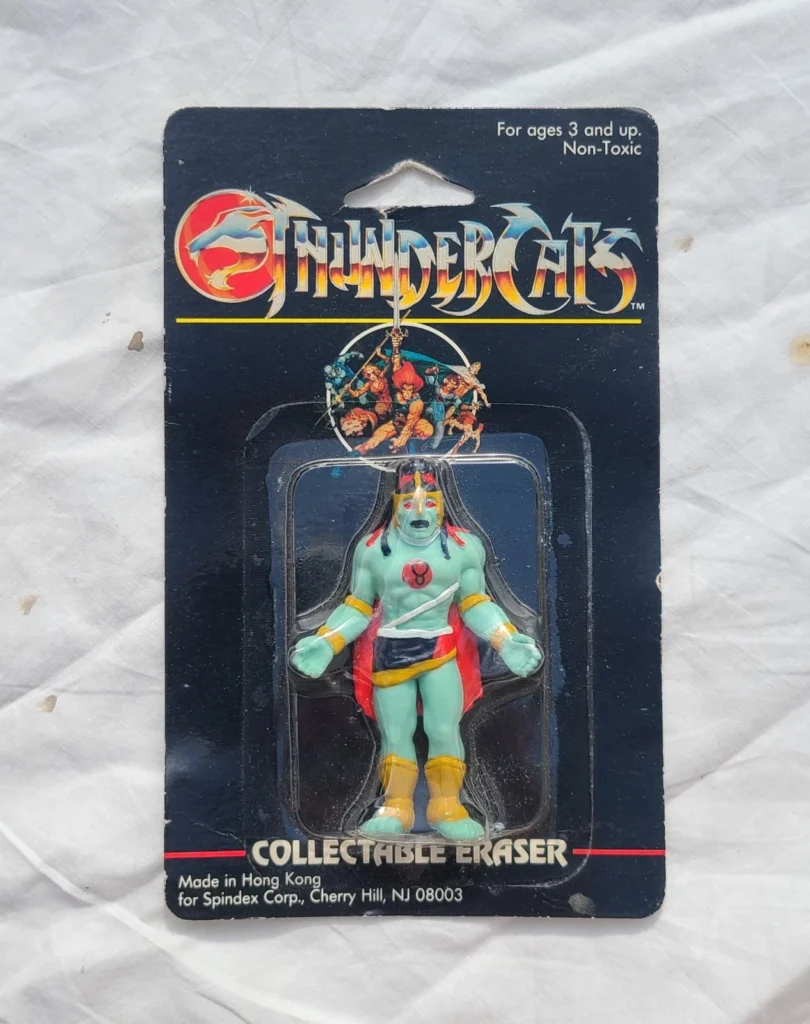 For ages 3 and up.
Non-Toxic
THUNDERCATS
TM
COLLECTABLE ERASER
Made in Hong Kong
for Spindex Corp., Cherry Hill, NJ 08003